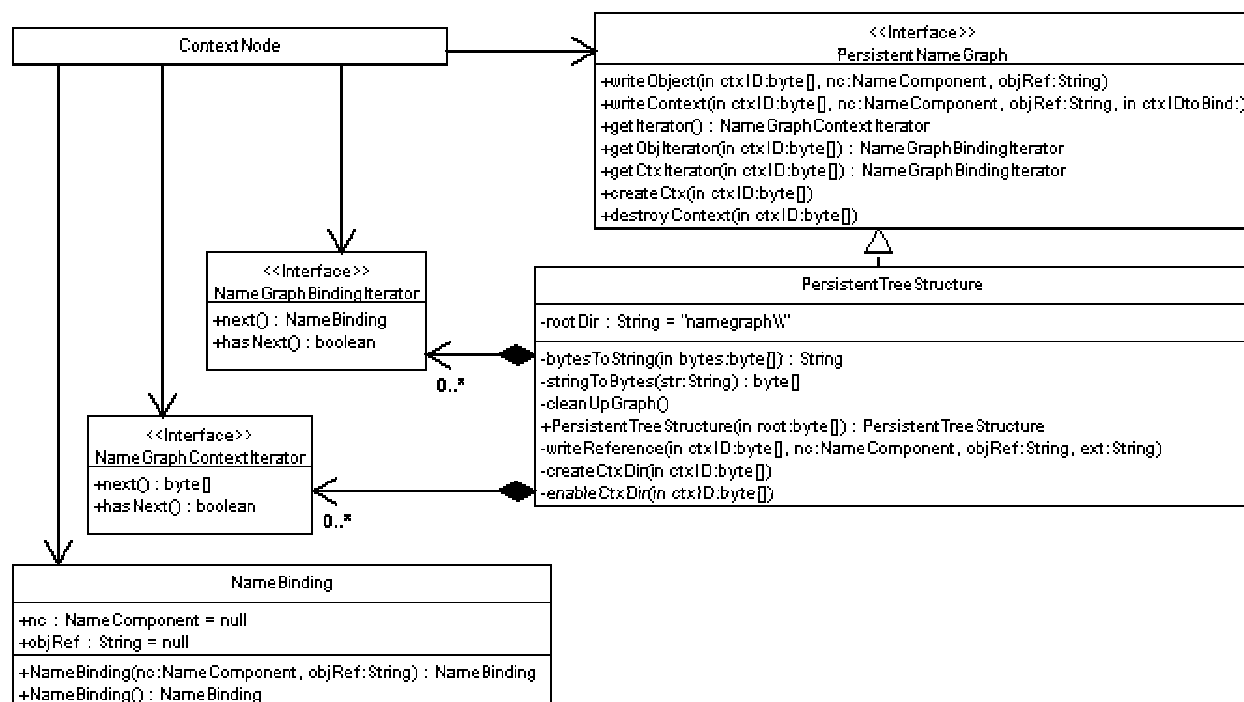 ContextNode
<<Interface>>
PersistentNameGraph
+writeObject(in ctxID:byte[], nc:NameComponent, objRef:String)
+writeContext(in ctxID:byte[], nc:NameComponent, objRef:String, in ctxIDtoBind:)
+getIterator() : NameGraphContextIterator
+getObjIterator(in ctxID:byte[]) : NameGraphBindingIterator
+getCtxIterator(in ctxID:byte[]) : NameGraphBindingIterator
+createCtx(in ctxID:byte[])
+destroyContext(in ctxID:byte[])
<<Interface>>
NameGraphBindingIterator
+next() : NameBinding
+hasNext() : boolean
0..*
PersistentTreeStructure
-rootDir : String = "namegraph\\"
-bytesToString(in bytes:byte[]) : String
-stringToBytes(str:String) : byte[]
-cleanUpGraph()
+PersistentTreeStructure(in root:byte[]) : PersistentTreeStructure
-writeReference(in ctxID:byte[], nc:NameComponent, objRef:String, ext:String)
-createCtxDir(in ctxID:byte[])
-enableCtxDir(in ctxID:byte[])
<<Interface>>
NameGraphContextIterator
+next() : byte[]
+hasNext() : boolean
0..*
NameBinding
+nc : NameComponent = null
+objRef : String = null
+NameBinding(nc:NameComponent, objRef:String) : NameBinding
+NameBinding() : NameBinding